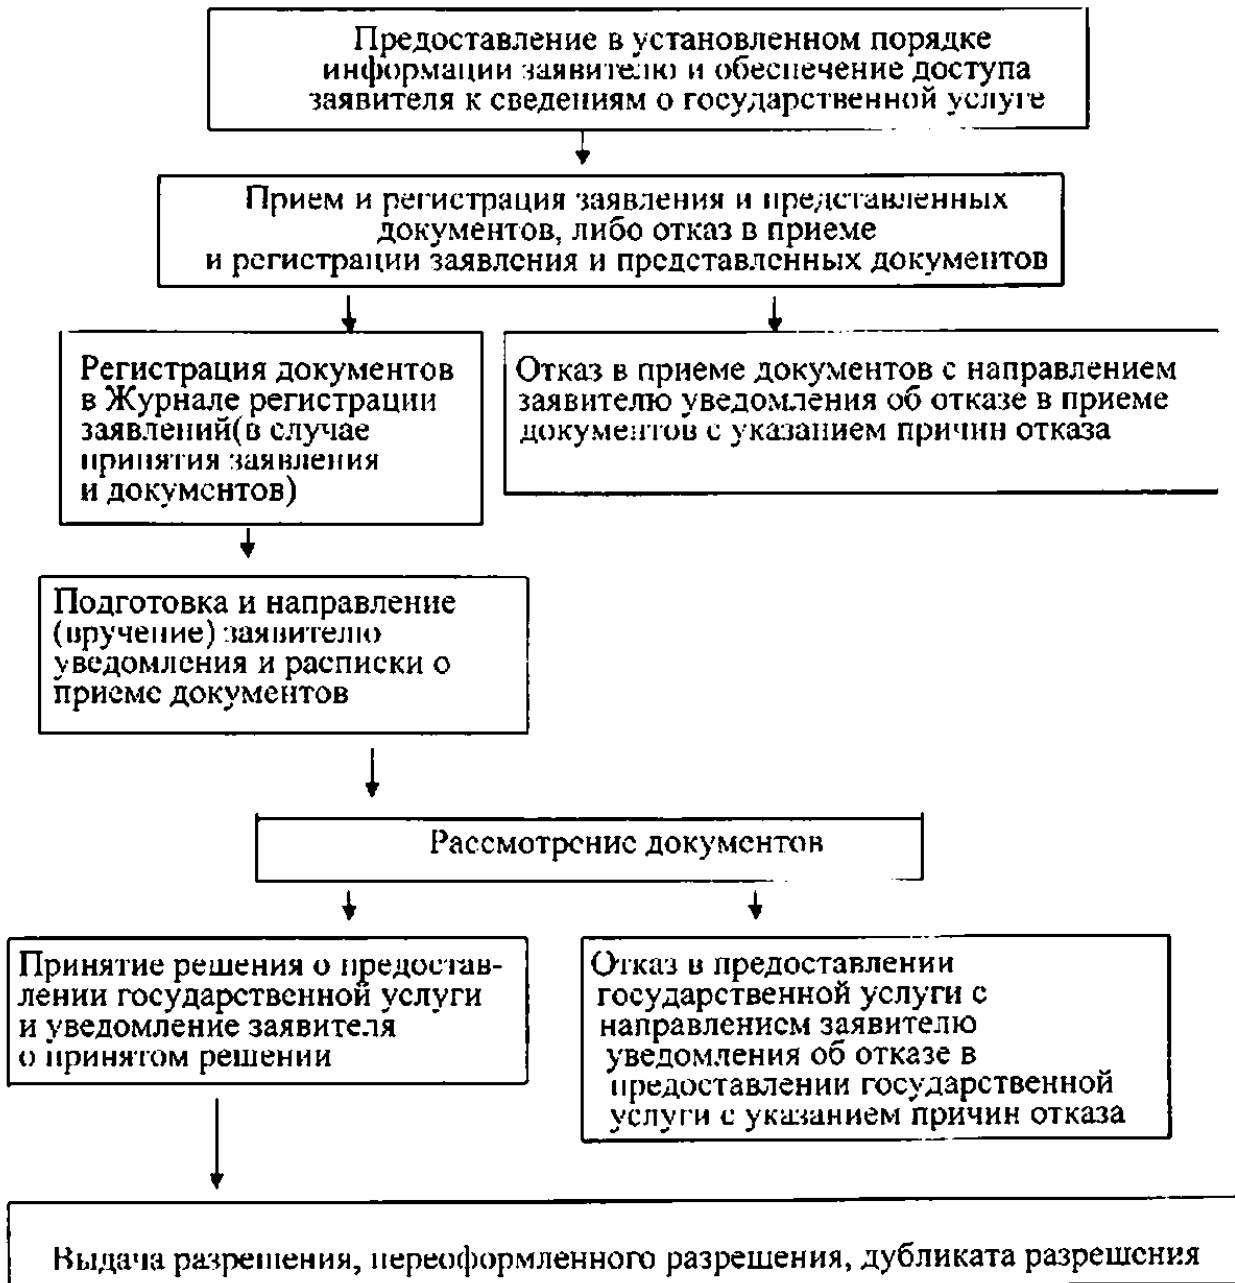 Предоставление в установленном порядке
информации заявителю и обеспечение доступа
заявителя к сведениям о государственной услуге
Прием и регистрация заявления и представленных
документов, либо отказ в приеме
и регистрации заявления и представленных документов
Регистрация документов
в Журнале регистрации
заявлений(в случае
принятия заявления
и документов)
Отказ в приеме документов с направлением
заявителю уведомления об отказе в приеме
документов с указанием причин отказа
Подготовка и направление
(вручение) заявителю
уведомления и расписки о
приеме документов
Рассмотрение документов
Принятие решения о предостав-
лении государственной услуги
и уведомление заявителя
о принятом решении
Отказ в предоставлении
государственной услуги с
направлением заявителю
уведомления об отказе в
предоставлении государственной
услуги с указанием причин отказа
Выдача разрешения, переоформленного разрешения, дубликата разрешения